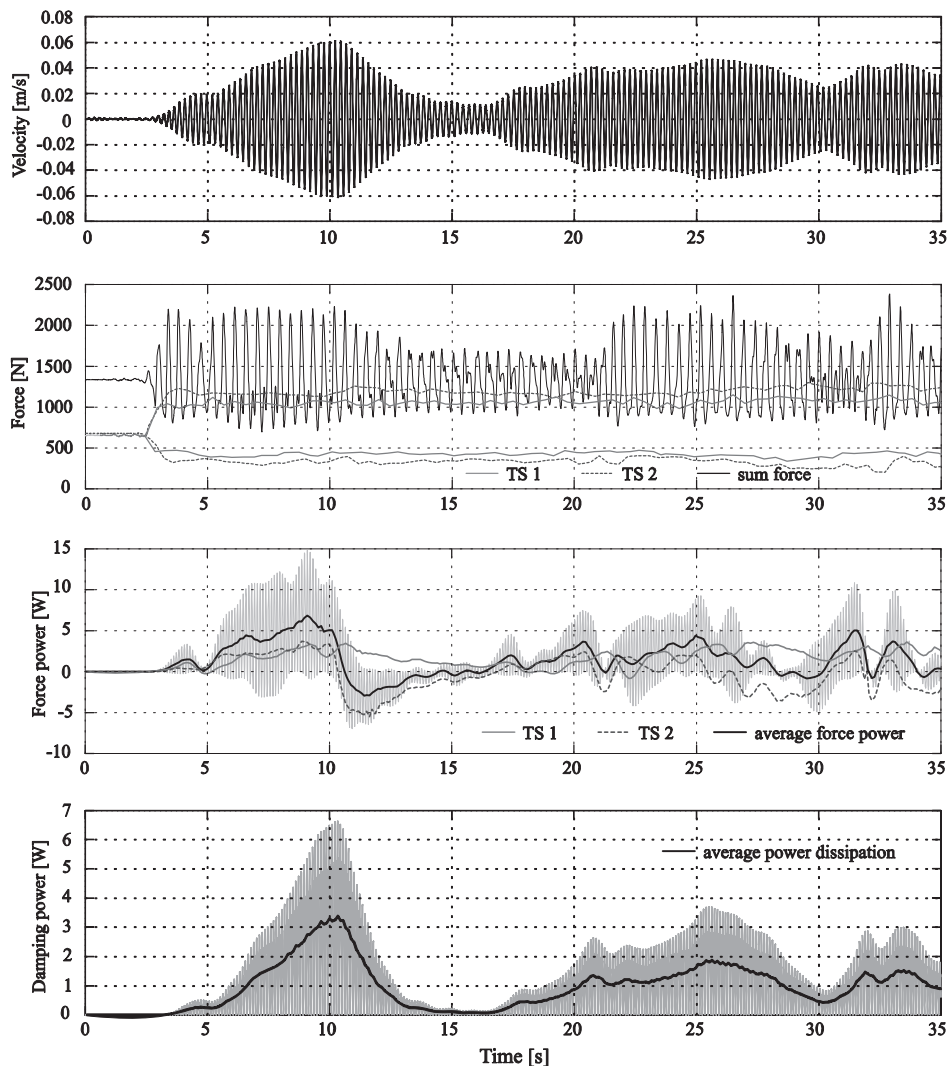 0.08
0.06
0.04
0.02
0
-0.02
-0.04
-0.06
-0.08
Velocity [m/s]
0 5 10 15 20 25 30 35
2500
2000
1500
1000
500
0
Force [N]
TS 1 TS 2 sum force
0 5 10 15 20 25 30 35
15
10
5
0
-5
-10
Force power [W]
TS 1 TS 2 average force power
0 5 10 15 20 25 30 35
7
6
5
4
3
2
1
0
Damping power [W]
average power dissipation
0 5 10 15 20 25 30 35
Time [s]